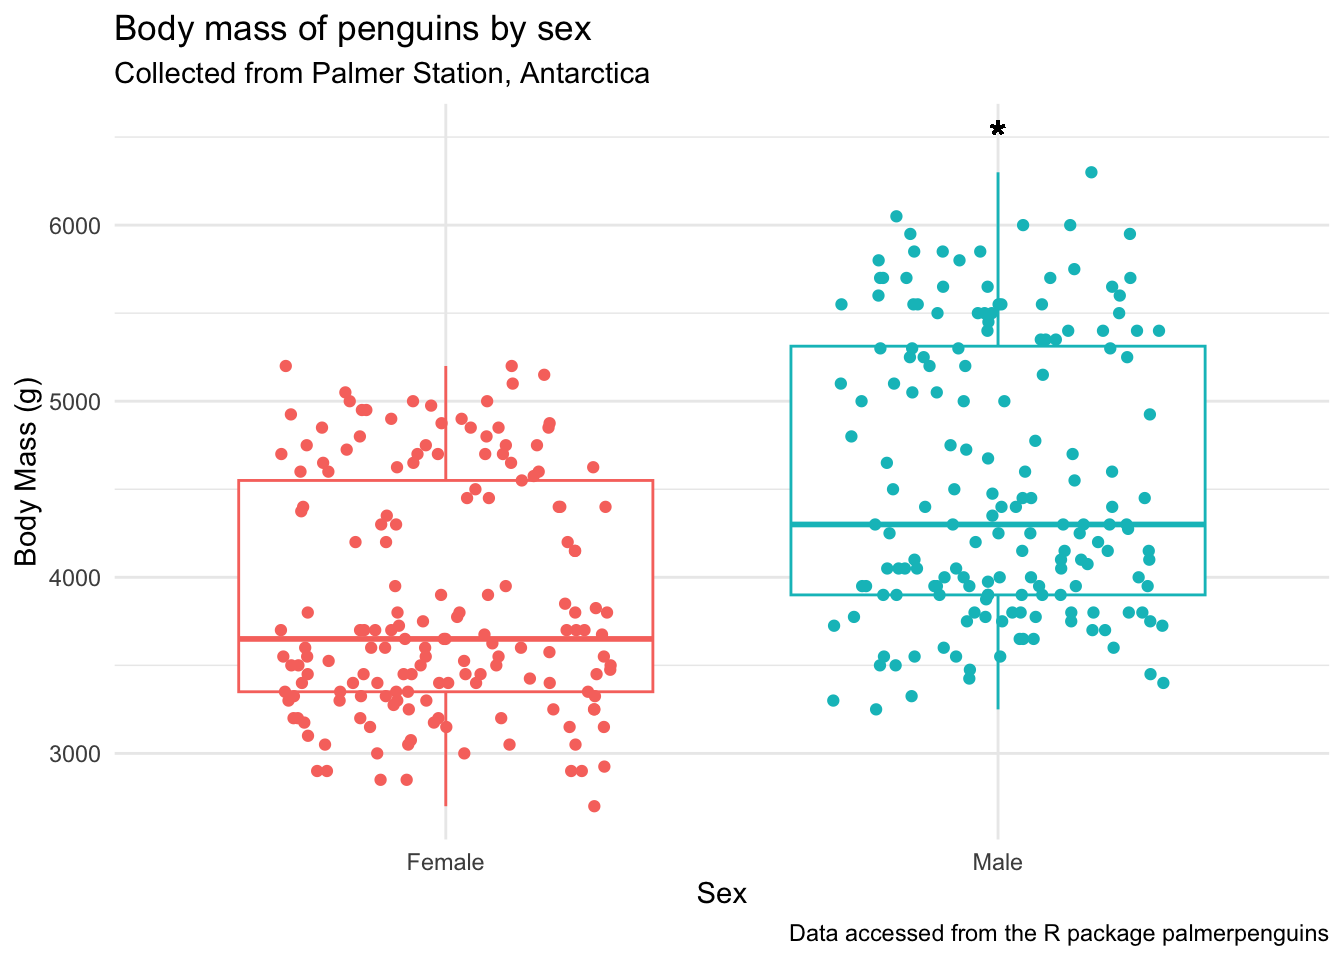 Body mass of penguins by sex
Collected from Palmer Station, Antarctica
*
6000
5000
4000
3000
Body Mass (g)
Female
Male
Sex
Data accessed from the R package palmerpenguins